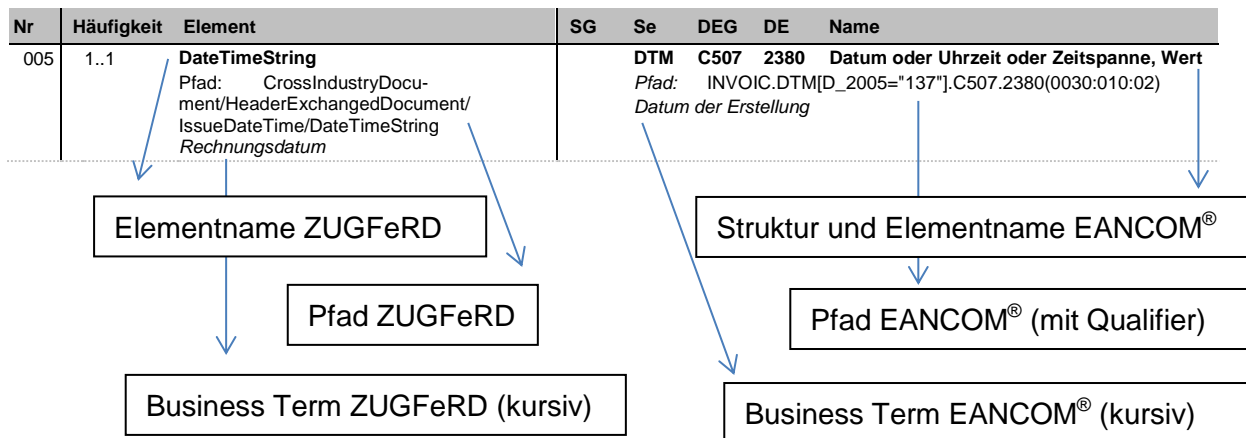 Nr Häufigkeit Element SG Se DEG DE Name
005 1..1 DateTimeString DTM C507 2380 Datum oder Uhrzeit oder Zeitspanne, Wert
Pfad: CrossIndustryDocu- Pfad: INVOIC.DTM[D_2005="137"].C507.2380(0030:010:02)
ment/HeaderExchangedDocument/ Datum der Erstellung
IssueDateTime/DateTimeString
Rechnungsdatum
Elementname ZUGFeRD Struktur und Elementname EANCOM®
Pfad ZUGFeRD Pfad EANCOM® (mit Qualifier)
Business Term ZUGFeRD (kursiv) Business Term EANCOM® (kursiv)